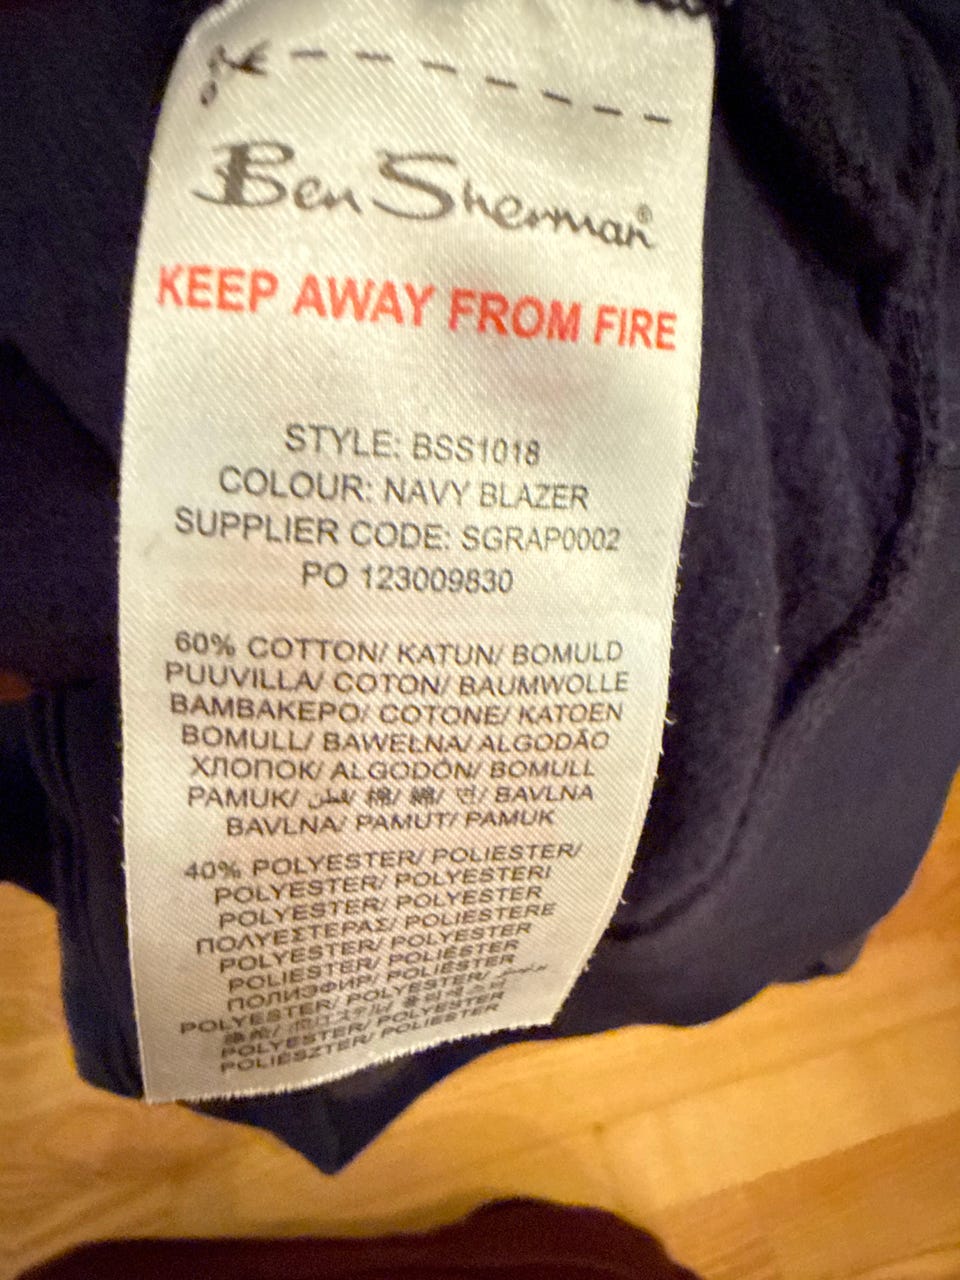 Ben Sherman®
KEEP AWAY FROM FIRE
STYLE: BSS1018
COLOUR: NAVY BLAZER
SUPPLIER CODE: SGRAP0002
PO 123009830
60% COTTON/ KATUN/ BOMULD
PUUVILLA/ COTON/ BAUMWOLLE
BAMBAKEPO/ COTONE/ KATOEN
BOMULL/ BAWEŁNA/ ALGODÃO
ХЛОПОК/ ALGODÓN/ BOMULL
PAMUK/ قطن/ 棉/ 綿/ 면/ BAVLNA
BAVLNA/ PAMUT/ PAMUK
40% POLYESTER/ POLIESTER/
POLYESTER/ POLYESTERI
POLYESTER/ POLYESTER
ΠΟΛΥΕΣΤΕΡΑΣ/ POLIESTERE
POLYESTER/ POLYESTER
POLIESTER/ POLIÉSTER
ПОЛИЭФИР/ POLIÉSTER
POLYESTER/ POLYESTER/
POLYESTER
POLYESTER/ POLYESTER
POLIÉSZTER/ POLIESTER